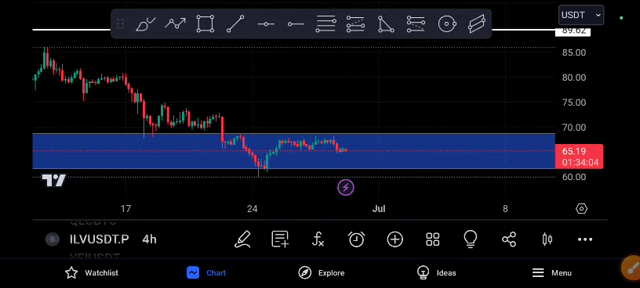 USDT
89.62
85.00
80.00
75.00
70.00
65.19
01:34:04
60.00
17
24
Jul
8
ILVUSDT.P 4h
Watchlist
Chart
Explore
Ideas
Menu